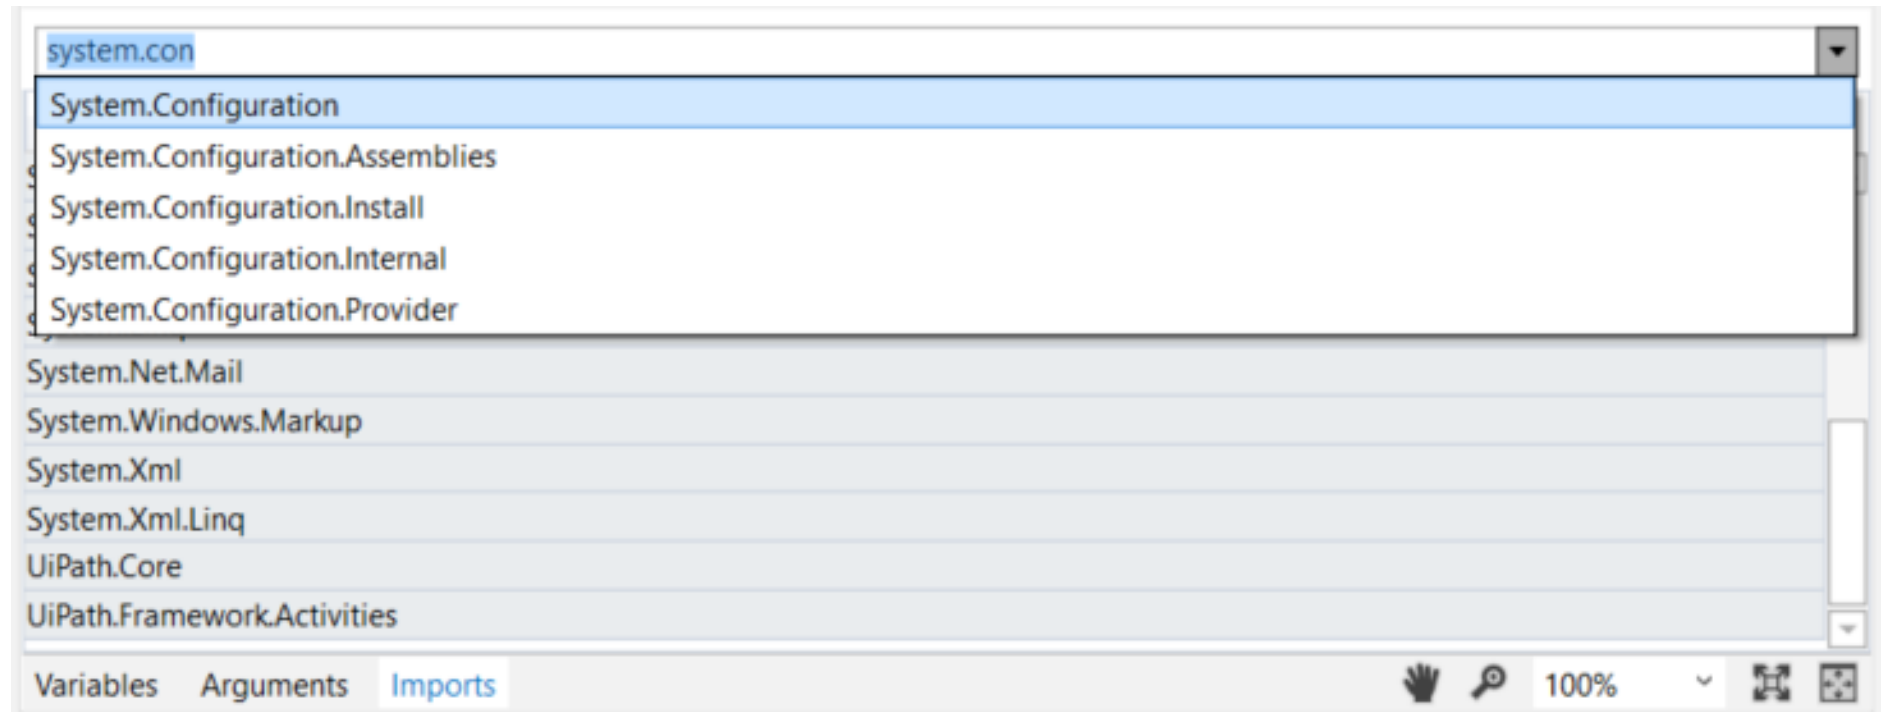 system.con
System.Configuration
System.Configuration.Assemblies
System.Configuration.Install
System.Configuration.Internal
System.Configuration.Provider
System.Net.Mail
System.Windows.Markup
System.Xml
System.Xml.Linq
UiPath.Core
UiPath.Framework.Activities
Variables Arguments Imports 100%